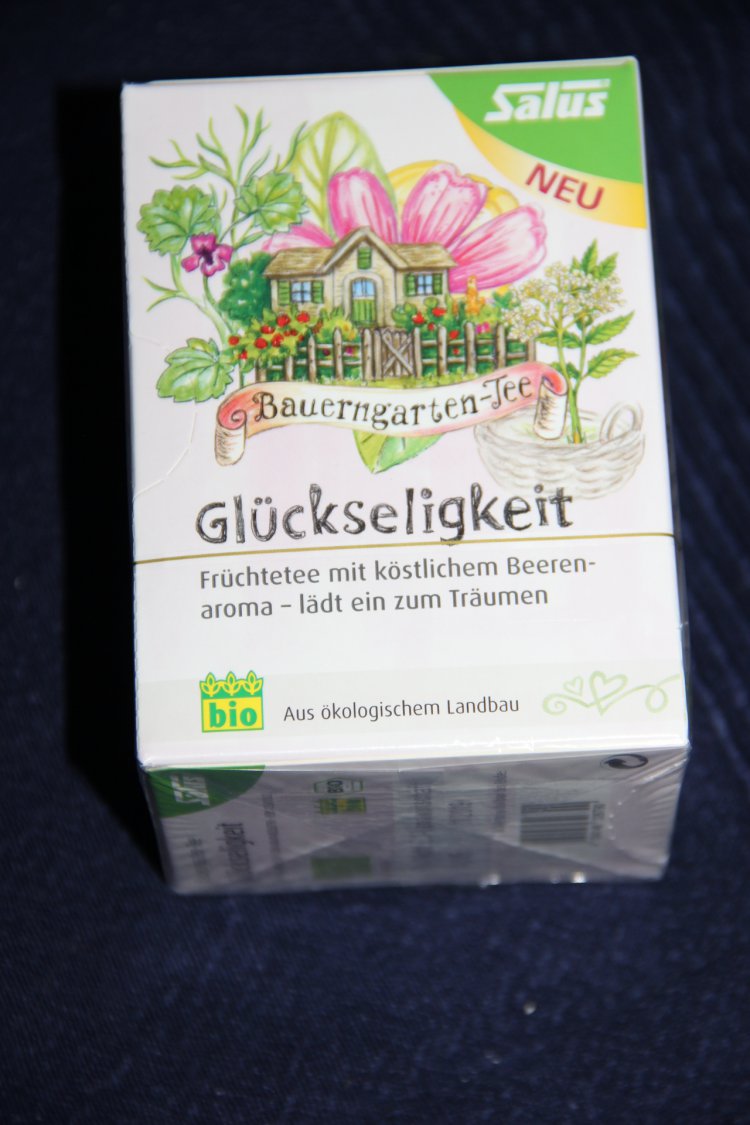 Salus
NEU
Bauerngarten-Tee
Glückseligkeit
Früchtetee mit köstlichem Beeren-
aroma – lädt ein zum Träumen
bio
Aus ökologischem Landbau